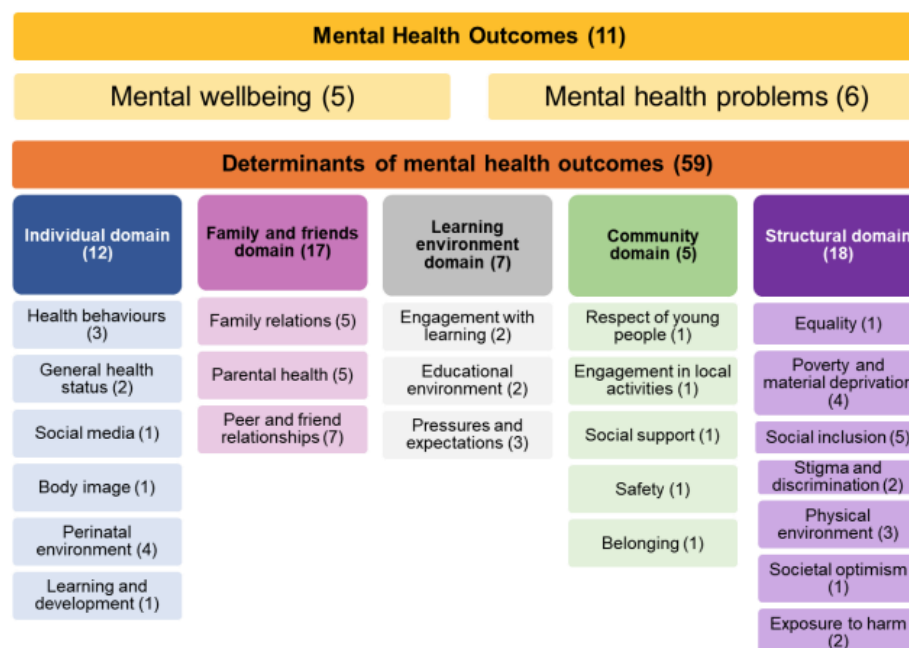 Mental Health Outcomes (11)
Mental wellbeing (5)
Mental health problems (6)
Determinants of mental health outcomes (59)
Individual domain
(12)
Health behaviours
(3)
General health
status (2)
Social media (1)
Body image (1)
Perinatal
environment (4)
Learning and
development (1)
Family and friends
domain (17)
Family relations (5)
Parental health (5)
Peer and friend
relationships (7)
Learning
environment
domain (7)
Engagement with
learning (2)
Educational
environment (2)
Pressures and
expectations (3)
Community
domain (5)
Respect of young
people (1)
Engagement in local
activities (1)
Social support (1)
Safety (1)
Belonging (1)
Structural domain
(18)
Equality (1)
Poverty and
material deprivation
(4)
Social inclusion (5)
Stigma and
discrimination (2)
Physical
environment (3)
Societal optimism
(1)
Exposure to harm
(2)